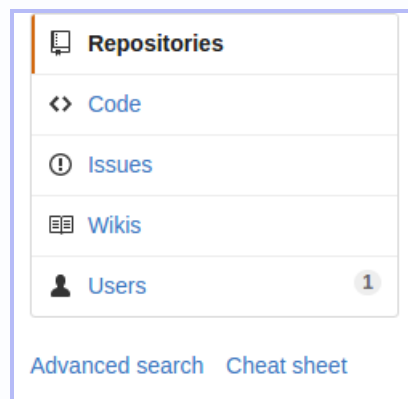 Repositories
Code
Issues
Wikis
Users 1
Advanced search Cheat sheet